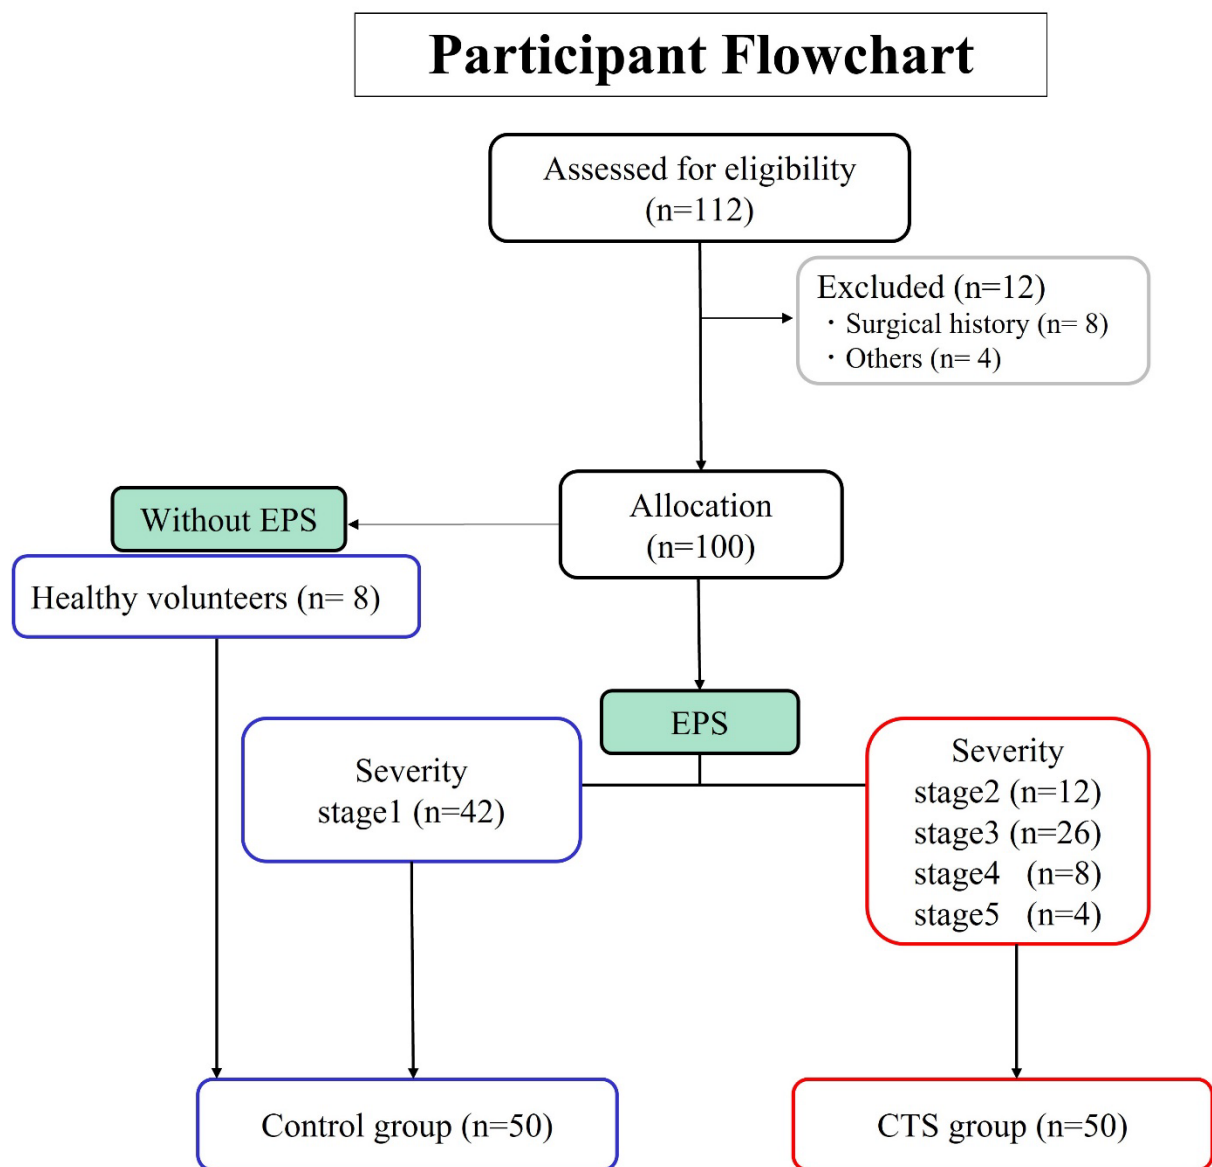 Participant Flowchart
Assessed for eligibility
(n=112)
Excluded (n=12)
・Surgical history (n= 8)
・Others (n= 4)
Allocation
(n=100)
Without EPS
Healthy volunteers (n= 8)
EPS
Severity
stage1 (n=42)
Severity
stage2 (n=12)
stage3 (n=26)
stage4 (n=8)
stage5 (n=4)
Control group (n=50)
CTS group (n=50)